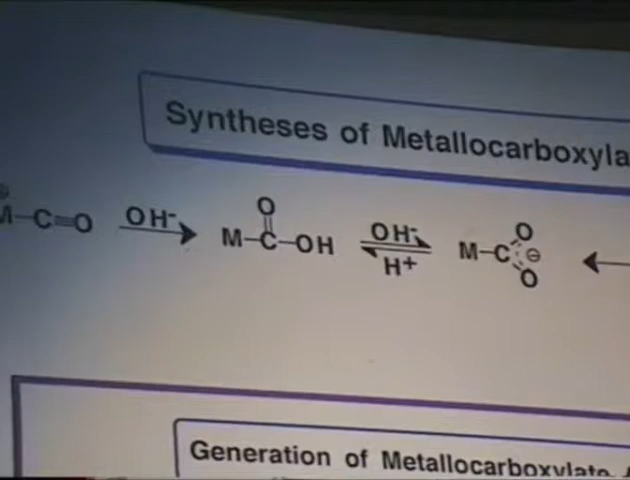 Syntheses of Metallocarboxyla
M-C=O OH- M-C-OH OH- M-C ⊖
O O
H+ O
Generation of Metallocarboxylate